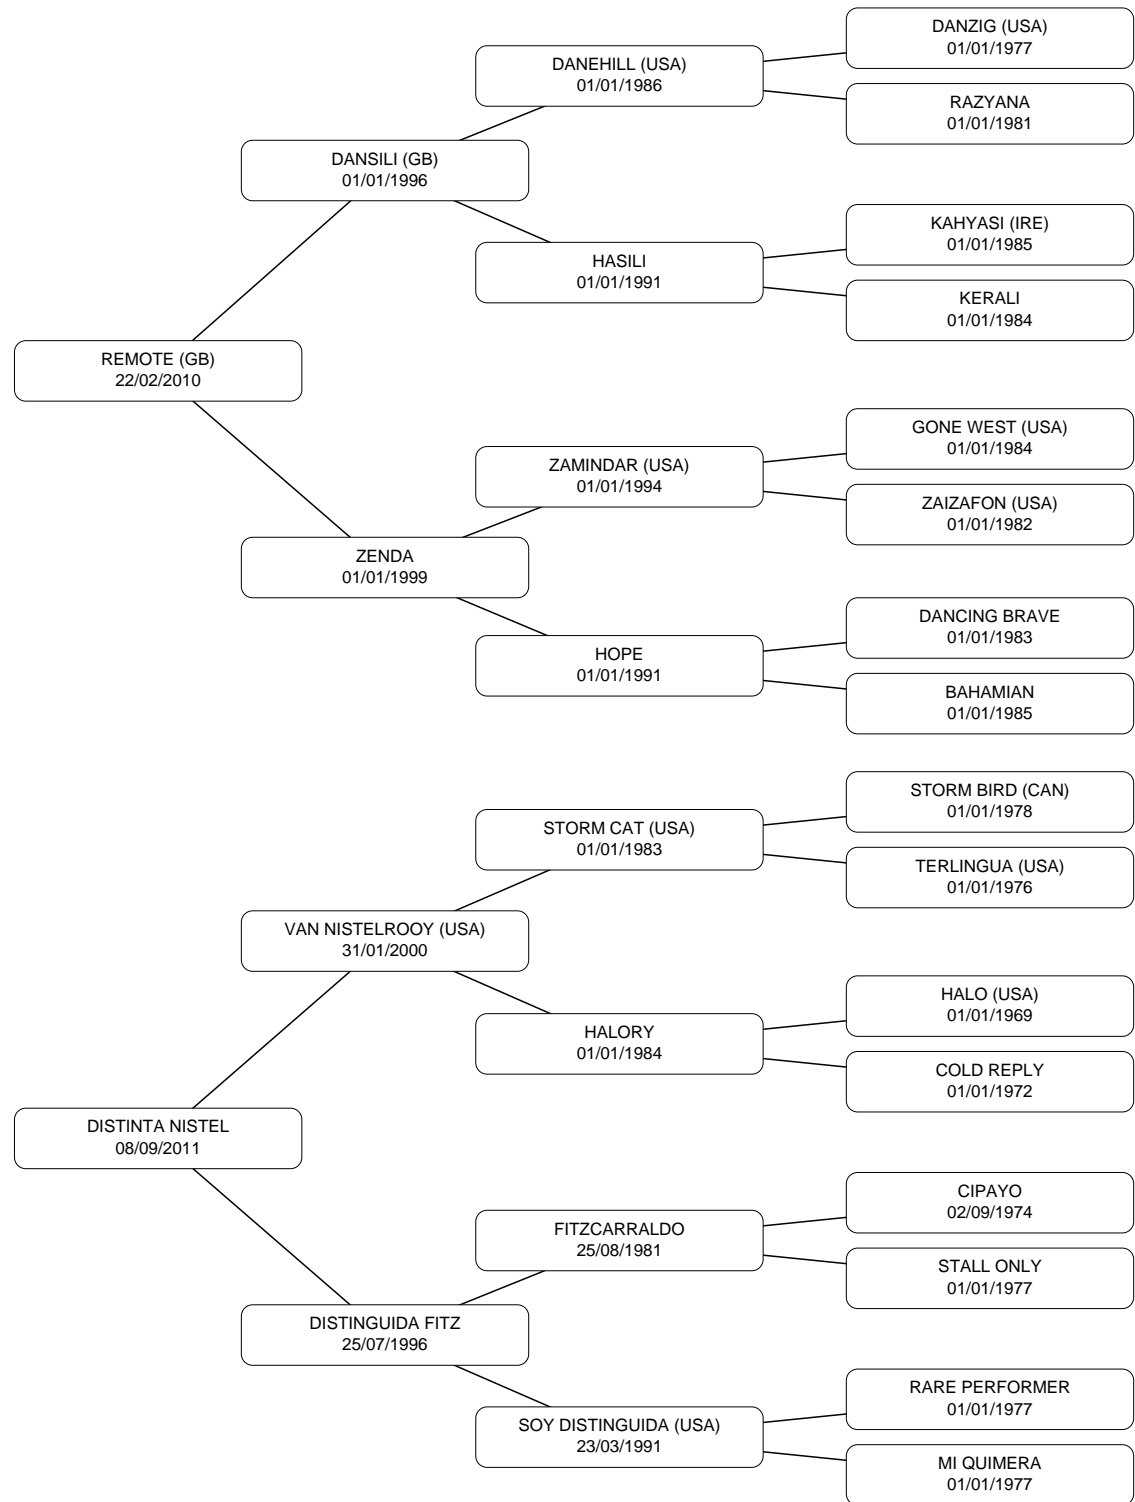 DANZIG (USA)
01/01/1977
DANEHILL (USA)
01/01/1986
RAZYANA
01/01/1981
DANSILI (GB)
01/01/1996
KAHYASI (IRE)
01/01/1985
HASILI
01/01/1991
KERALI
01/01/1984
REMOTE (GB)
22/02/2010
GONE WEST (USA)
01/01/1984
ZAMINDAR (USA)
01/01/1994
ZAIZAFON (USA)
01/01/1982
ZENDA
01/01/1999
DANCING BRAVE
01/01/1983
HOPE
01/01/1991
BAHAMIAN
01/01/1985
STORM BIRD (CAN)
01/01/1978
STORM CAT (USA)
01/01/1983
TERLINGUA (USA)
01/01/1976
VAN NISTELROOY (USA)
31/01/2000
HALO (USA)
01/01/1969
HALORY
01/01/1984
COLD REPLY
01/01/1972
DISTINTA NISTEL
08/09/2011
CIPAYO
02/09/1974
FITZCARRALDO
25/08/1981
STALL ONLY
01/01/1977
DISTINGUIDA FITZ
25/07/1996
RARE PERFORMER
01/01/1977
SOY DISTINGUIDA (USA)
23/03/1991
MI QUIMERA
01/01/1977